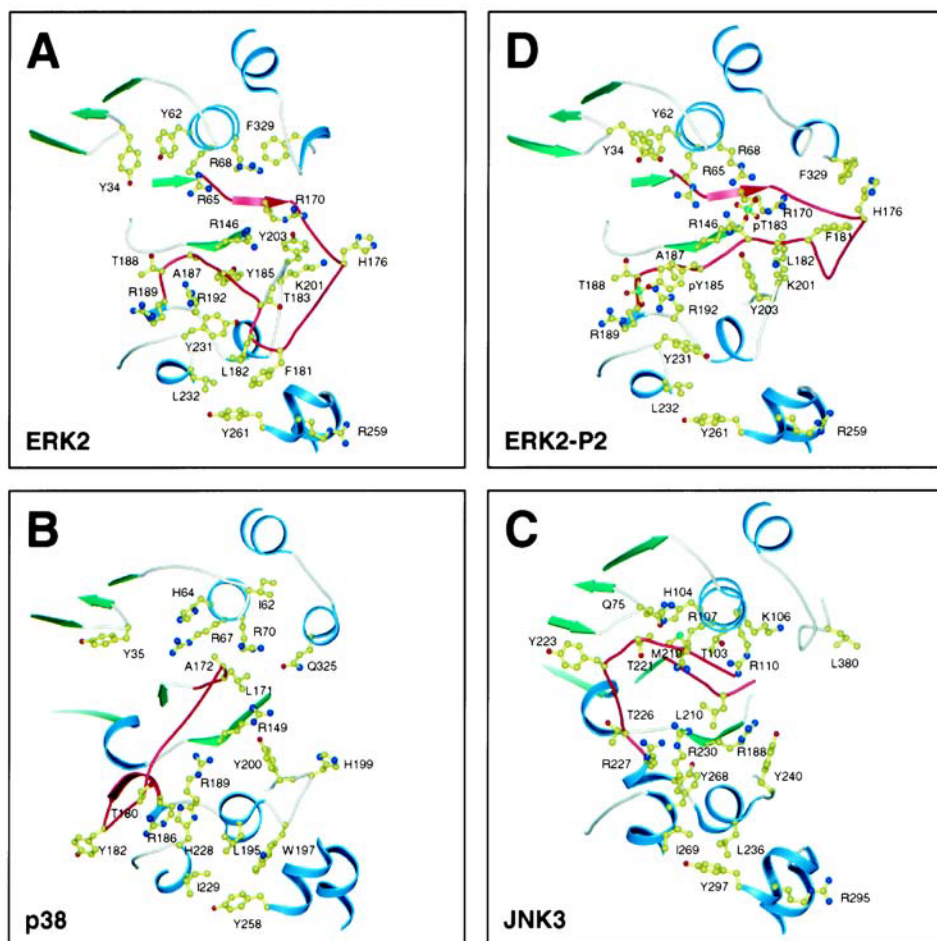 A
Y62
F329
R68
Y34
R65
R170
R146
Y203
T188
A187
Y185
H176
K201
R189
R192
T183
Y231
L182
F181
L232
Y261
R259
ERK2
D
Y62
Y34
R68
R65
F329
H176
R146
R170
pT183
F181
A187
L182
T188
pY185
K201
R192
Y203
R189
Y231
L232
Y261
R259
ERK2-P2
B
H64
I62
Y35
R67
R70
A172
Q325
L171
R149
Y200
H199
R189
T180
R186
Y182
H228
L195
W197
I229
Y258
p38
C
Q75
H104
R107
K106
Y223
M219
T103
T221
R110
L380
T226
L210
R227
R230
R188
Y268
Y240
I269
L236
Y297
R295
JNK3